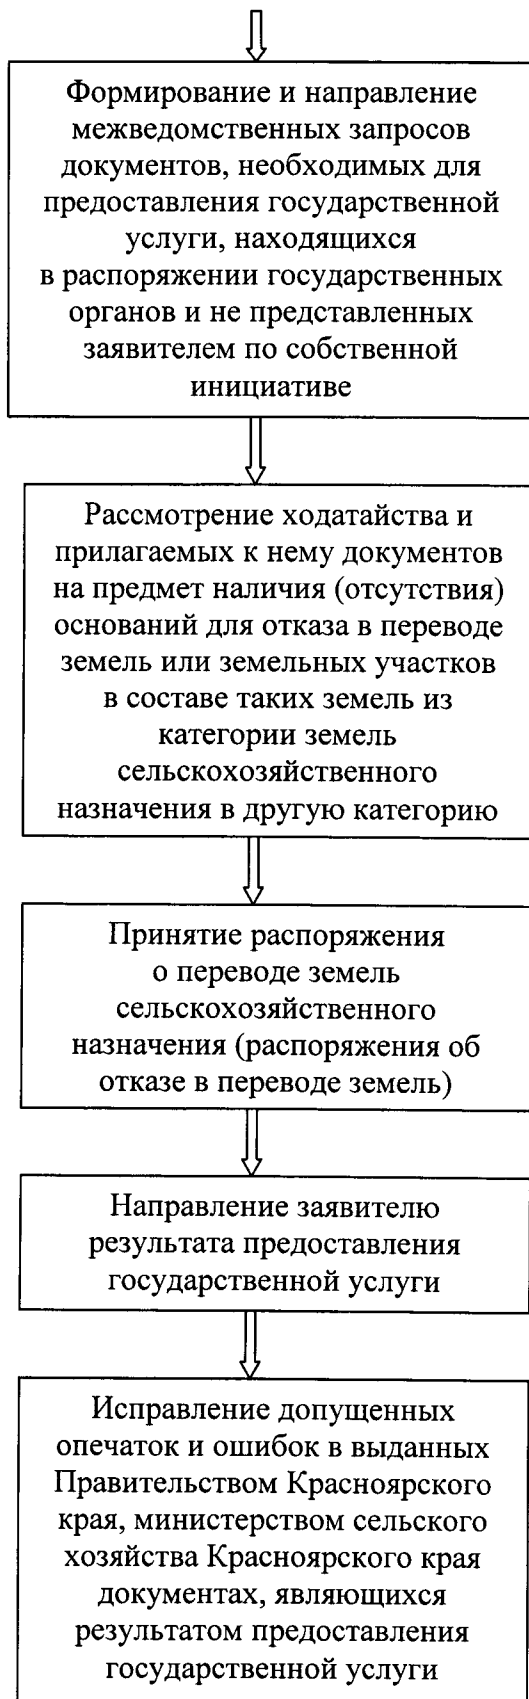 Формирование и направление
межведомственных запросов
документов, необходимых для
предоставления государственной
услуги, находящихся
в распоряжении государственных
органов и не представленных
заявителем по собственной
инициативе
Рассмотрение ходатайства и
прилагаемых к нему документов
на предмет наличия (отсутствия)
оснований для отказа в переводе
земель или земельных участков
в составе таких земель из
категории земель
сельскохозяйственного
назначения в другую категорию
Принятие распоряжения
о переводе земель
сельскохозяйственного
назначения (распоряжения об
отказе в переводе земель)
Направление заявителю
результата предоставления
государственной услуги
Исправление допущенных
опечаток и ошибок в выданных
Правительством Красноярского
края, министерством сельского
хозяйства Красноярского края
документах, являющихся
результатом предоставления
государственной услуги